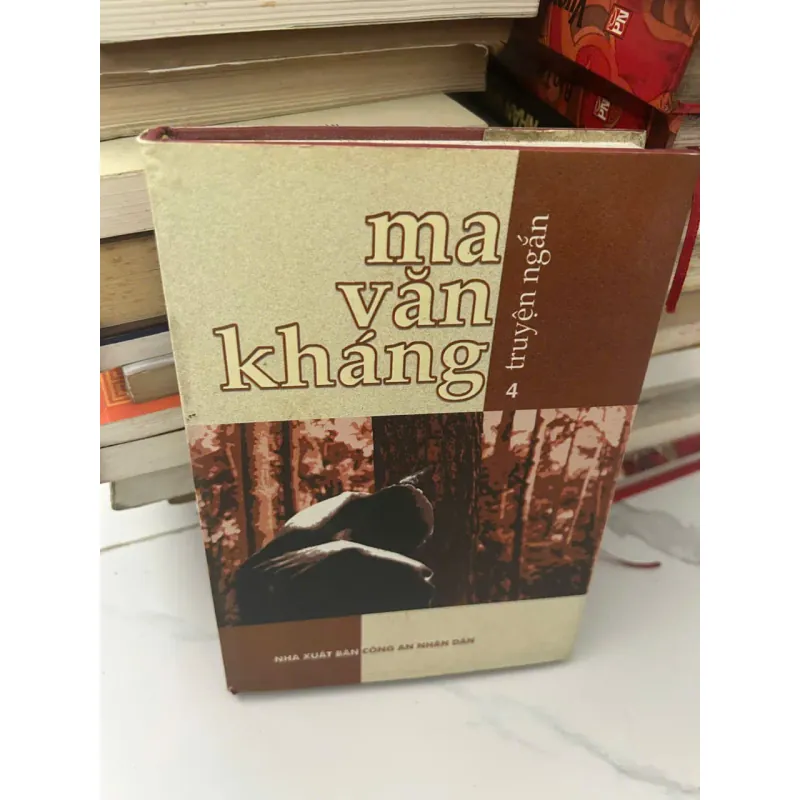 ma
văn
kháng
truyện ngắn
4
NHÀ XUẤT BẢN CÔNG AN NHÂN DÂN